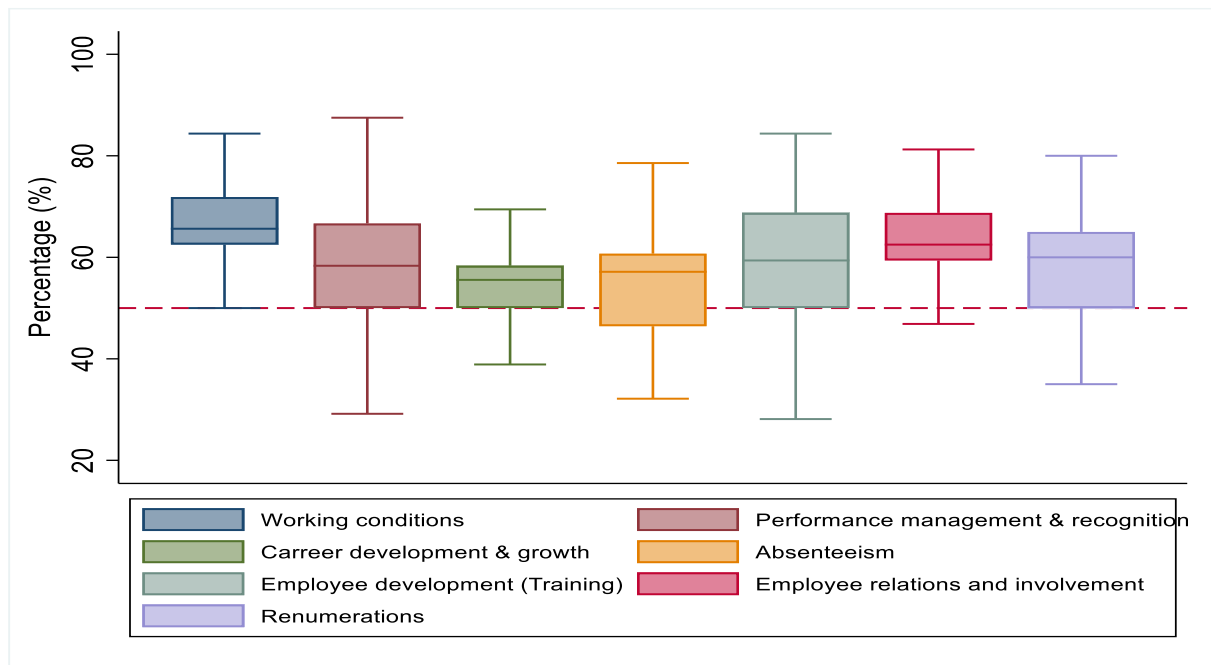 Percentage (%)
100
80
60
40
20
Working conditions
Performance management & recognition
Carreer development & growth
Absenteeism
Employee development (Training)
Employee relations and involvement
Renumerations